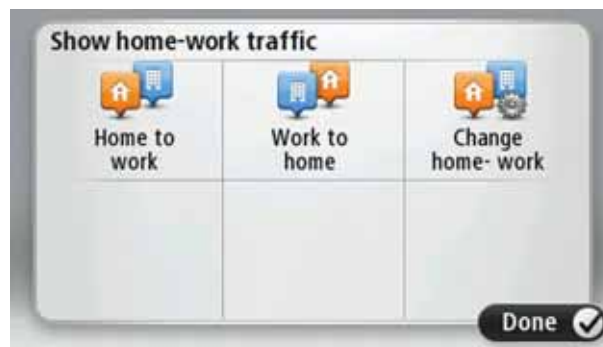 Show home-work traffic
Home to
work
Work to
home
Change
home- work
Done